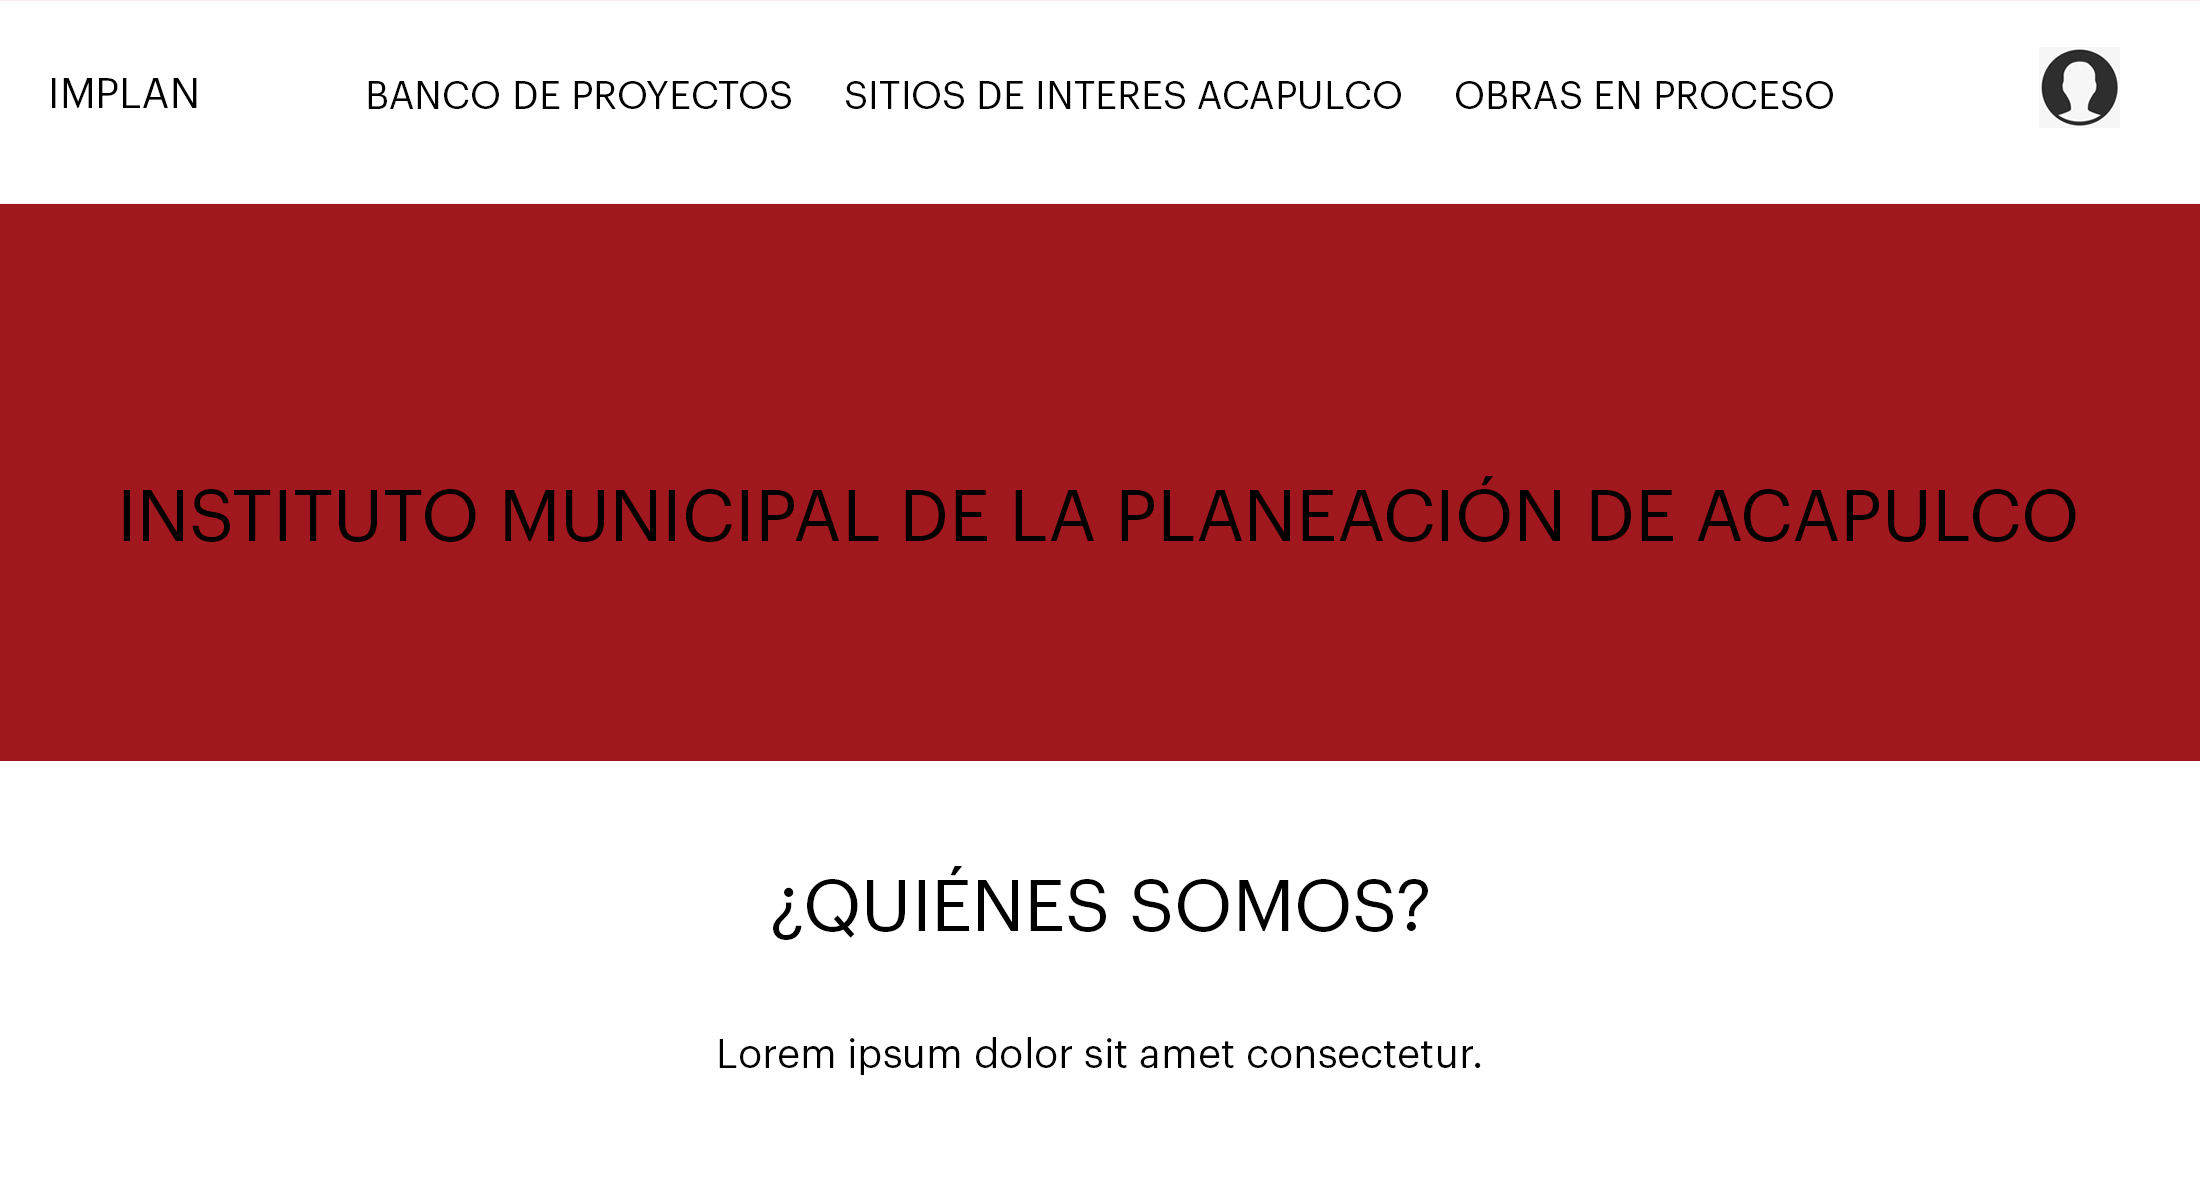 IMPLAN
BANCO DE PROYECTOS SITIOS DE INTERES ACAPULCO OBRAS EN PROCESO
INSTITUTO MUNICIPAL DE LA PLANEACIÓN DE ACAPULCO
¿QUIÉNES SOMOS?
Lorem ipsum dolor sit amet consectetur.